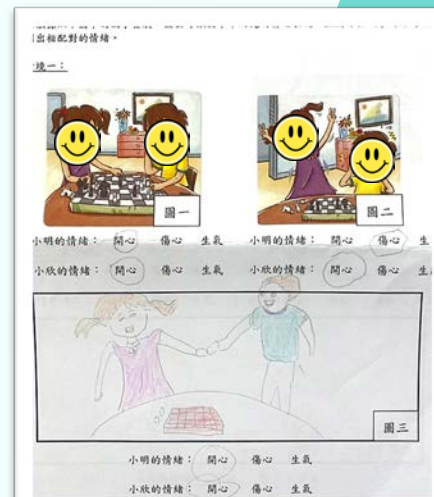 出相配對的情緒。
境一：
圖一
圖二
小明的情緒： 開心 傷心 生氣 小明的情緒： 開心 傷心 生
小欣的情緒： 開心 傷心 生氣 小欣的情緒： 開心 傷心 生
圖三
小明的情緒： 開心 傷心 生氣
小欣的情緒： 開心 傷心 生氣